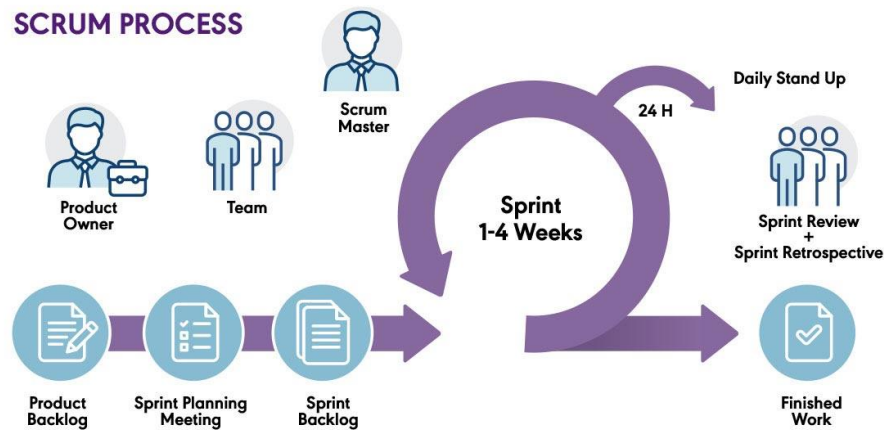 SCRUM PROCESS
Scrum
Master
Daily Stand Up
24 H
Product
Owner
Team
Sprint
1-4 Weeks
Sprint Review
+
Sprint Retrospective
Product
Backlog
Sprint Planning
Meeting
Sprint
Backlog
Finished
Work